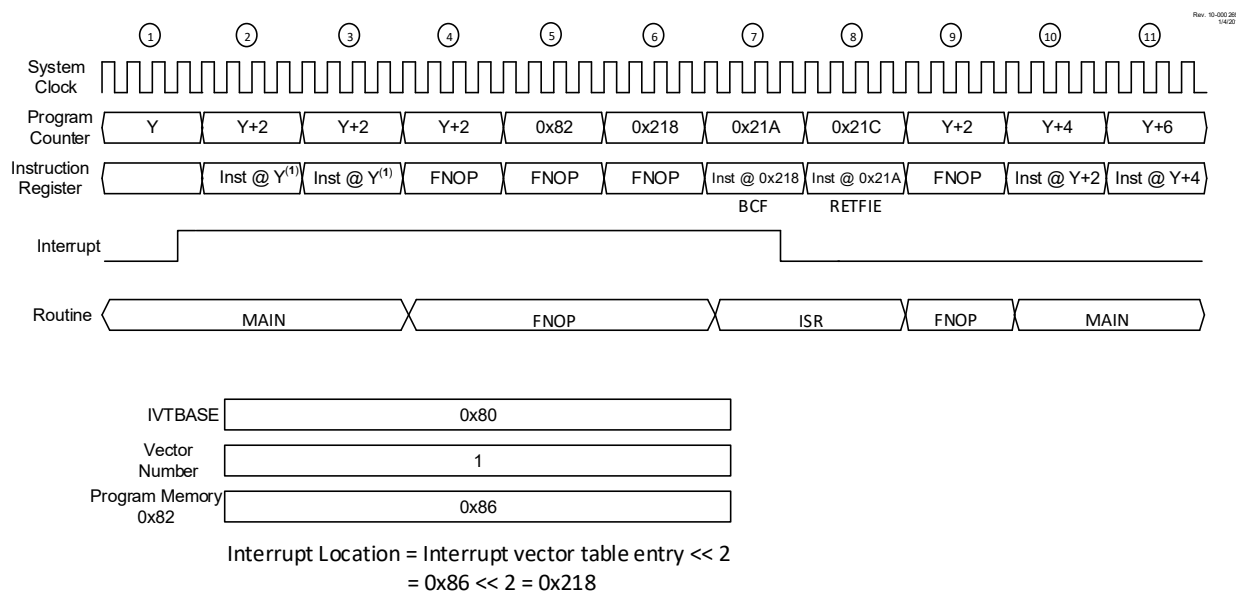 Rev. 10-000 269
1/4/201
1 2 3 4 5 6 7 8 9 10 11
System
Clock
Program
Counter
Y Y+2 Y+2 Y+2 0x82 0x218 0x21A 0x21C Y+2 Y+4 Y+6
Instruction
Register
Inst @ Y(1) Inst @ Y(1) FNOP FNOP FNOP Inst @ 0x218 Inst @ 0x21A FNOP Inst @ Y+2 Inst @ Y+4
BCF RETFIE
Interrupt
Routine MAIN FNOP ISR FNOP MAIN
IVTBASE 0x80
Vector
Number
1
Program Memory
0x82
0x86
Interrupt Location = Interrupt vector table entry << 2
= 0x86 << 2 = 0x218